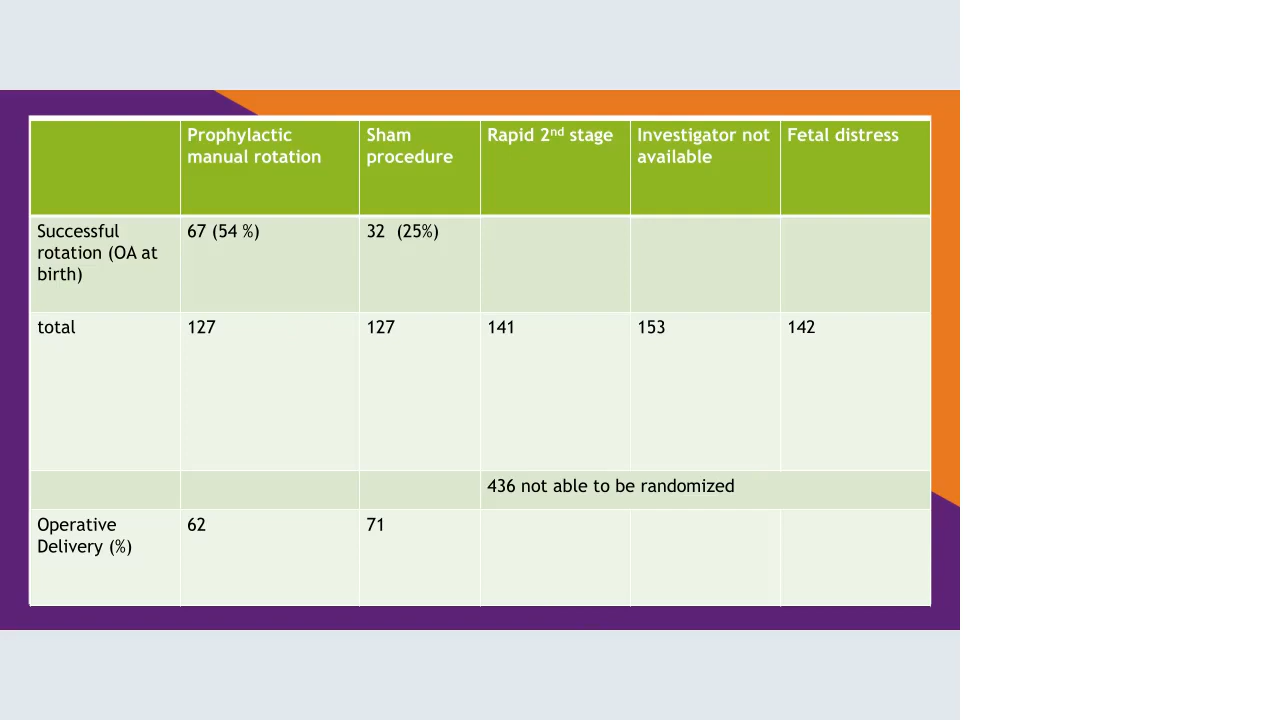 Prophylactic
manual rotation
Sham
procedure
Rapid 2nd stage
Investigator not
available
Fetal distress
Successful
rotation (OA at
birth)
67 (54 %)
32 (25%)
total
127
127
141
153
142
436 not able to be randomized
Operative
Delivery (%)
62
71